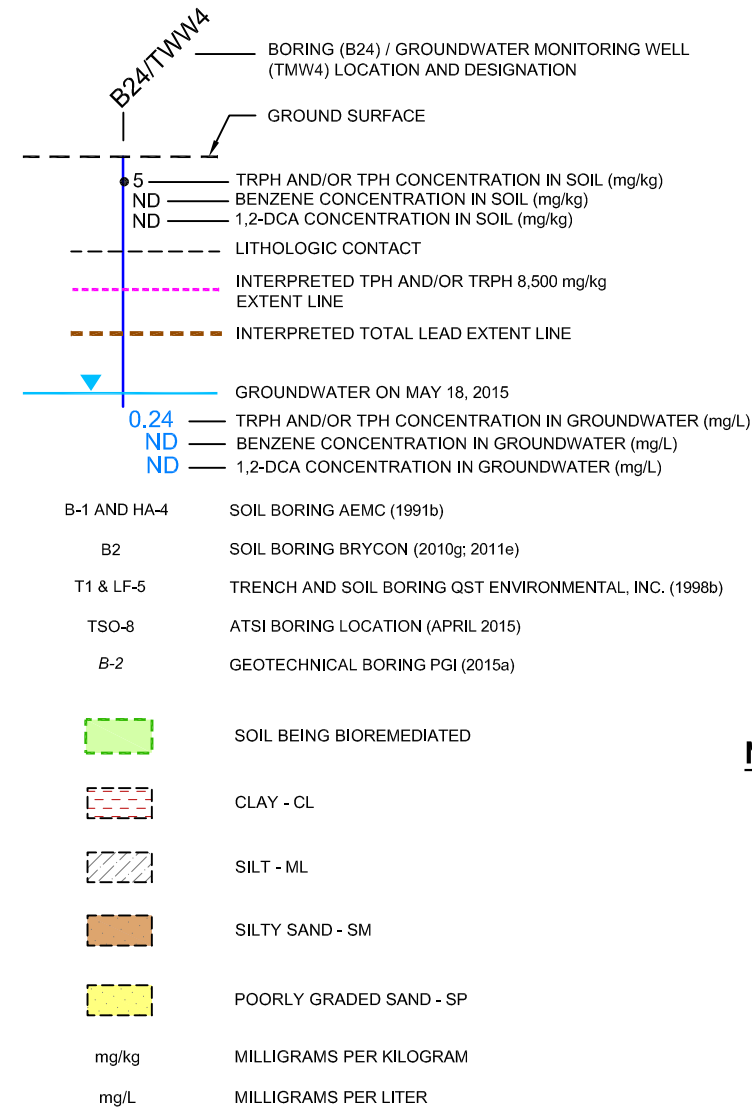 B24/TWW4
BORING (B24) / GROUNDWATER MONITORING WELL
(TMW4) LOCATION AND DESIGNATION
GROUND SURFACE
5 TRPH AND/OR TPH CONCENTRATION IN SOIL (mg/kg)
ND BENZENE CONCENTRATION IN SOIL (mg/kg)
ND 1,2-DCA CONCENTRATION IN SOIL (mg/kg)
LITHOLOGIC CONTACT
INTERPRETED TPH AND/OR TRPH 8,500 mg/kg
EXTENT LINE
INTERPRETED TOTAL LEAD EXTENT LINE
GROUNDWATER ON MAY 18, 2015
0.24 TRPH AND/OR TPH CONCENTRATION IN GROUNDWATER (mg/L)
ND BENZENE CONCENTRATION IN GROUNDWATER (mg/L)
ND 1,2-DCA CONCENTRATION IN GROUNDWATER (mg/L)
B-1 AND HA-4 SOIL BORING AEMC (1991b)
B2 SOIL BORING BRYCON (2010g; 2011e)
T1 & LF-5 TRENCH AND SOIL BORING QST ENVIRONMENTAL, INC. (1998b)
TSO-8 ATSI BORING LOCATION (APRIL 2015)
B-2 GEOTECHNICAL BORING PGI (2015a)
SOIL BEING BIOREMEDIATED
CLAY - CL
SILT - ML
SILTY SAND - SM
POORLY GRADED SAND - SP
mg/kg MILLIGRAMS PER KILOGRAM
mg/L MILLIGRAMS PER LITER